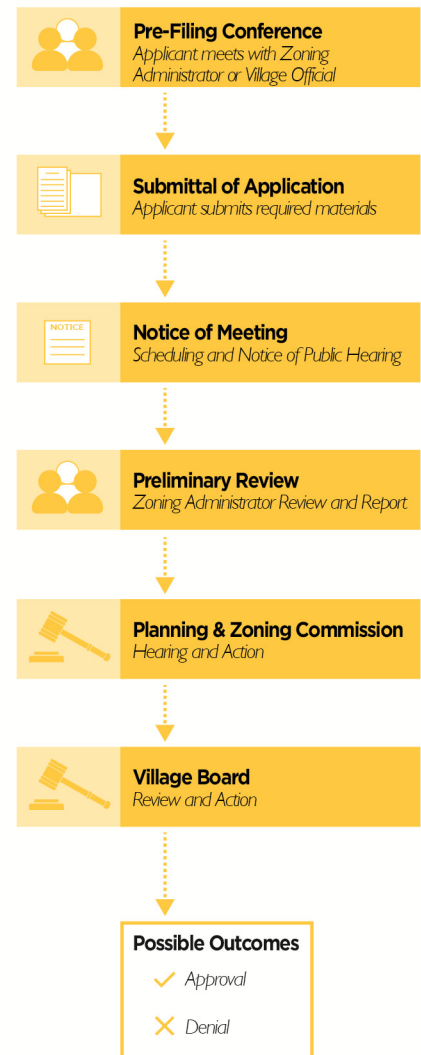 Pre-Filing Conference
Applicant meets with Zoning
Administrator or Village Official
Submittal of Application
Applicant submits required materials
NOTICE
Notice of Meeting
Scheduling and Notice of Public Hearing
Preliminary Review
Zoning Administrator Review and Report
Planning & Zoning Commission
Hearing and Action
Village Board
Review and Action
Possible Outcomes
Approval
Denial